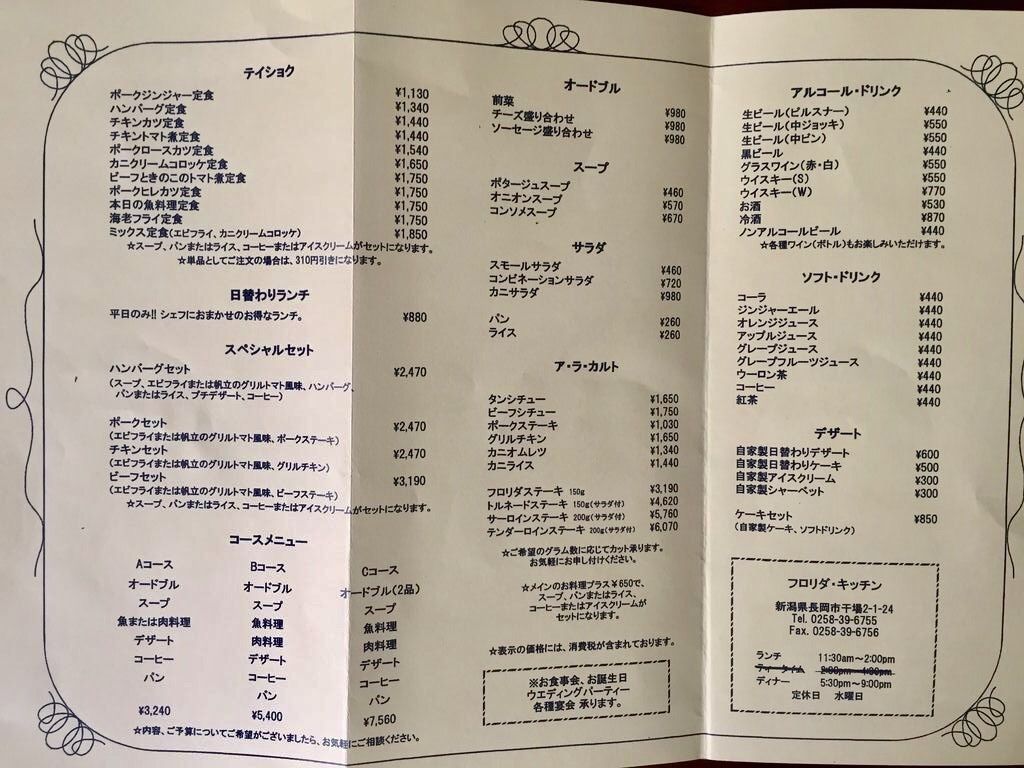 テイショク
ポークジンジャー定食 ¥1,130
ハンバーグ定食 ¥1,340
チキンカツ定食 ¥1,440
チキントマト煮定食 ¥1,440
ポークロースカツ定食 ¥1,540
カニクリームコロッケ定食 ¥1,650
ビーフときのこのトマト煮定食 ¥1,750
ポークヒレカツ定食 ¥1,750
本日の魚料理定食 ¥1,750
海老フライ定食 ¥1,750
ミックス定食(エビフライ、カニクリームコロッケ) ¥1,850
☆スープ、パンまたはライス、コーヒーまたはアイスクリームがセットになります。
☆単品としてご注文の場合は、310円引きになります。
日替わりランチ
平日のみ!! シェフにおまかせのお得なランチ。 ¥880
スペシャルセット
ハンバーグセット ¥2,470
(スープ、エビフライまたは帆立のグリルトマト風味、ハンバーグ、
パンまたはライス、プチデザート、コーヒー)
ポークセット ¥2,470
(エビフライまたは帆立のグリルトマト風味、ポークステーキ)
チキンセット ¥2,470
(エビフライまたは帆立のグリルトマト風味、グリルチキン)
ビーフセット ¥3,190
(エビフライまたは帆立のグリルトマト風味、ビーフステーキ)
☆スープ、パンまたはライス、コーヒーまたはアイスクリームがセットになります。
コースメニュー
Aコース
オードブル
スープ
魚または肉料理
デザート
コーヒー
パン
¥3,240
Bコース
オードブル
スープ
魚料理
肉料理
デザート
コーヒー
パン
¥5,400
Cコース
オードブル(2品)
スープ
魚料理
肉料理
デザート
コーヒー
パン
¥7,560
☆内容、ご予算についてご希望がございましたら、お気軽にご相談ください。
オードブル
前菜 ¥980
チーズ盛り合わせ ¥980
ソーセージ盛り合わせ ¥980
スープ
ポタージュスープ ¥460
オニオンスープ ¥570
コンソメスープ ¥670
サラダ
スモールサラダ ¥460
コンビネーションサラダ ¥720
カニサラダ ¥980
パン ¥260
ライス ¥260
ア・ラ・カルト
タンシチュー ¥1,650
ビーフシチュー ¥1,750
ポークステーキ ¥1,030
グリルチキン ¥1,650
カニオムレツ ¥1,340
カニライス ¥1,440
フロリダステーキ 150g ¥3,190
トルネードステーキ 150g(サラダ付) ¥4,620
サーロインステーキ 200g(サラダ付) ¥5,760
テンダーロインステーキ 200g(サラダ付) ¥6,070
☆ご希望のグラム数に応じてカット承ります。
お気軽にお申し付けください。
☆メインのお料理プラス¥650で、
スープ、パンまたはライス、
コーヒーまたはアイスクリームが
セットになります。
☆表示の価格には、消費税が含まれております。
※お食事会、お誕生日
ウエディングパーティー
各種宴会 承ります。
アルコール・ドリンク
生ビール(ピルスナー) ¥440
生ビール(中ジョッキ) ¥550
生ビール(中ビン) ¥550
黒ビール ¥440
グラスワイン(赤・白) ¥550
ウイスキー(S) ¥550
ウイスキー(W) ¥770
お酒 ¥530
冷酒 ¥870
ノンアルコールビール ¥440
☆各種ワイン(ボトル)もお楽しみいただけます。
ソフト・ドリンク
コーラ ¥440
ジンジャーエール ¥440
オレンジジュース ¥440
アップルジュース ¥440
グレープジュース ¥440
グレープフルーツジュース ¥440
ウーロン茶 ¥440
コーヒー ¥440
紅茶 ¥440
デザート
自家製日替わりデザート ¥600
自家製日替わりケーキ ¥500
自家製アイスクリーム ¥300
自家製シャーベット ¥300
ケーキセット ¥850
(自家製ケーキ、ソフトドリンク)
フロリダ・キッチン
新潟県長岡市干場2-1-24
Tel. 0258-39-6755
Fax. 0258-39-6756
ランチ 11:30am～2:00pm
ティータイム 2:00pm～4:30pm
ディナー 5:30pm～9:00pm
定休日 水曜日